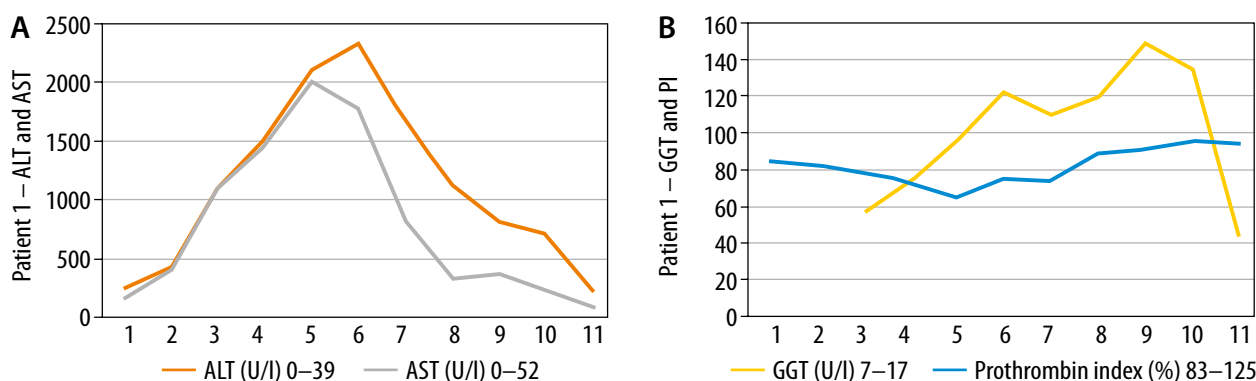 A
Patient 1 – ALT and AST
2500
2000
1500
1000
500
0
1 2 3 4 5 6 7 8 9 10 11
ALT (U/l) 0–39 AST (U/l) 0–52
B
Patient 1 – GGT and PI
160
140
120
100
80
60
40
20
0
1 2 3 4 5 6 7 8 9 10 11
GGT (U/l) 7–17 Prothrombin index (%) 83–125